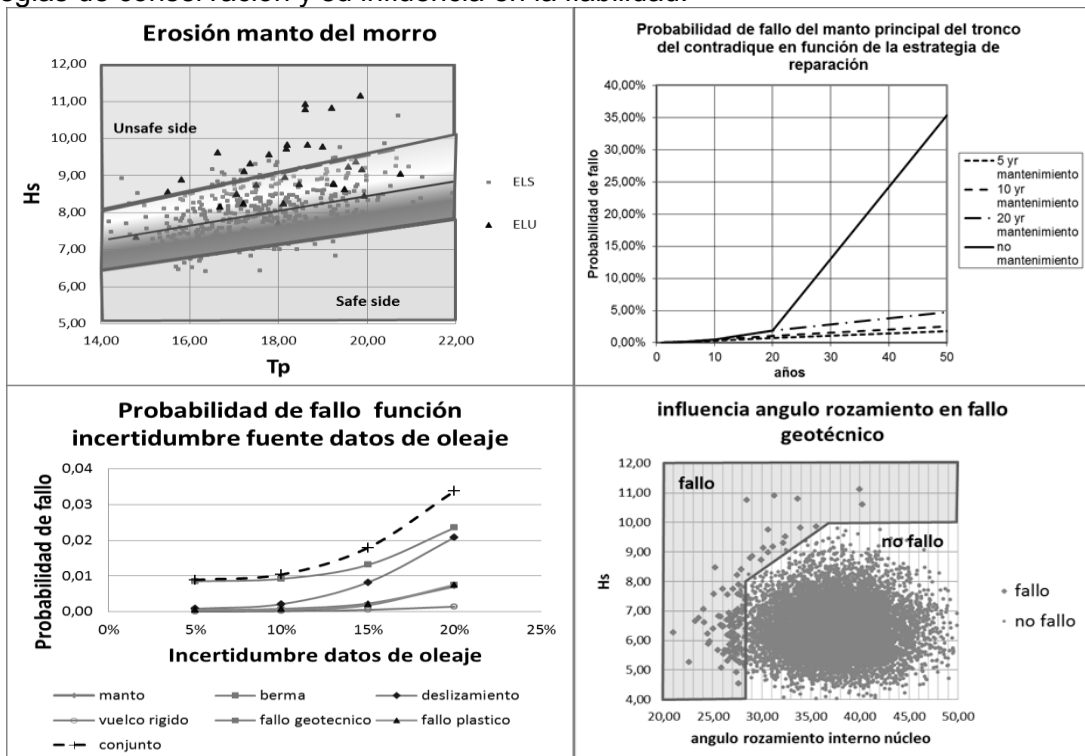 egias de conservación y su influencia en la fiabilidad.
Erosión manto del morro
12,00
11,00
10,00
9,00
8,00
7,00
6,00
5,00
Hs
Unsafe side
Safe side
14,00 16,00 18,00 20,00 22,00
Tp
ELS
ELU
Probabilidad de fallo del manto principal del tronco
del contradique en función de la estrategia de
reparación
40,00%
35,00%
30,00%
25,00%
20,00%
15,00%
10,00%
5,00%
0,00%
Probabilidad de fallo
0 10 20 30 40 50
años
5 yr
mantenimiento
10 yr
mantenimiento
20 yr
mantenimiento
no
mantenimiento
Probabilidad de fallo función
incertidumbre fuente datos de oleaje
0,04
0,03
0,02
0,01
0,00
Probabilidad de fallo
0% 5% 10% 15% 20% 25%
Incertidumbre datos de oleaje
manto berma deslizamiento
vuelco rigido fallo geotecnico fallo plastico
conjunto
influencia angulo rozamiento en fallo
geotécnico
12,00
11,00
10,00
9,00
8,00
7,00
6,00
5,00
4,00
Hs
fallo
no fallo
20,00 30,00 40,00 50,00
angulo rozamiento interno núcleo
fallo
no fallo